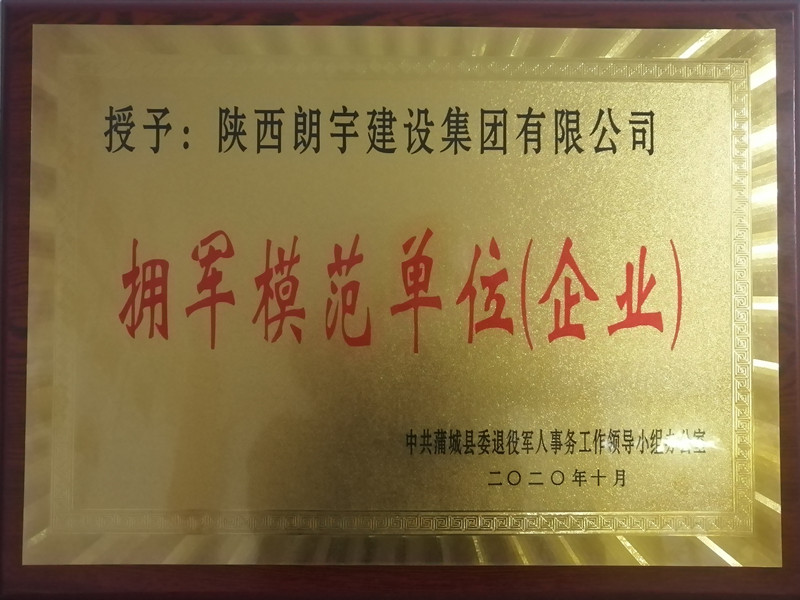 授予：陕西朗宇建设集团有限公司
拥军模范单位(企业)
中共蒲城县委退役军人事务工作领导小组办公室
二〇二〇年十月